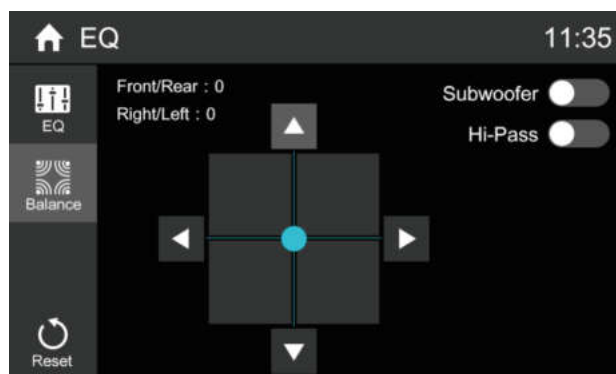 EQ
11:35
EQ
Balance
Reset
Front/Rear : 0
Right/Left : 0
Subwoofer
Hi-Pass